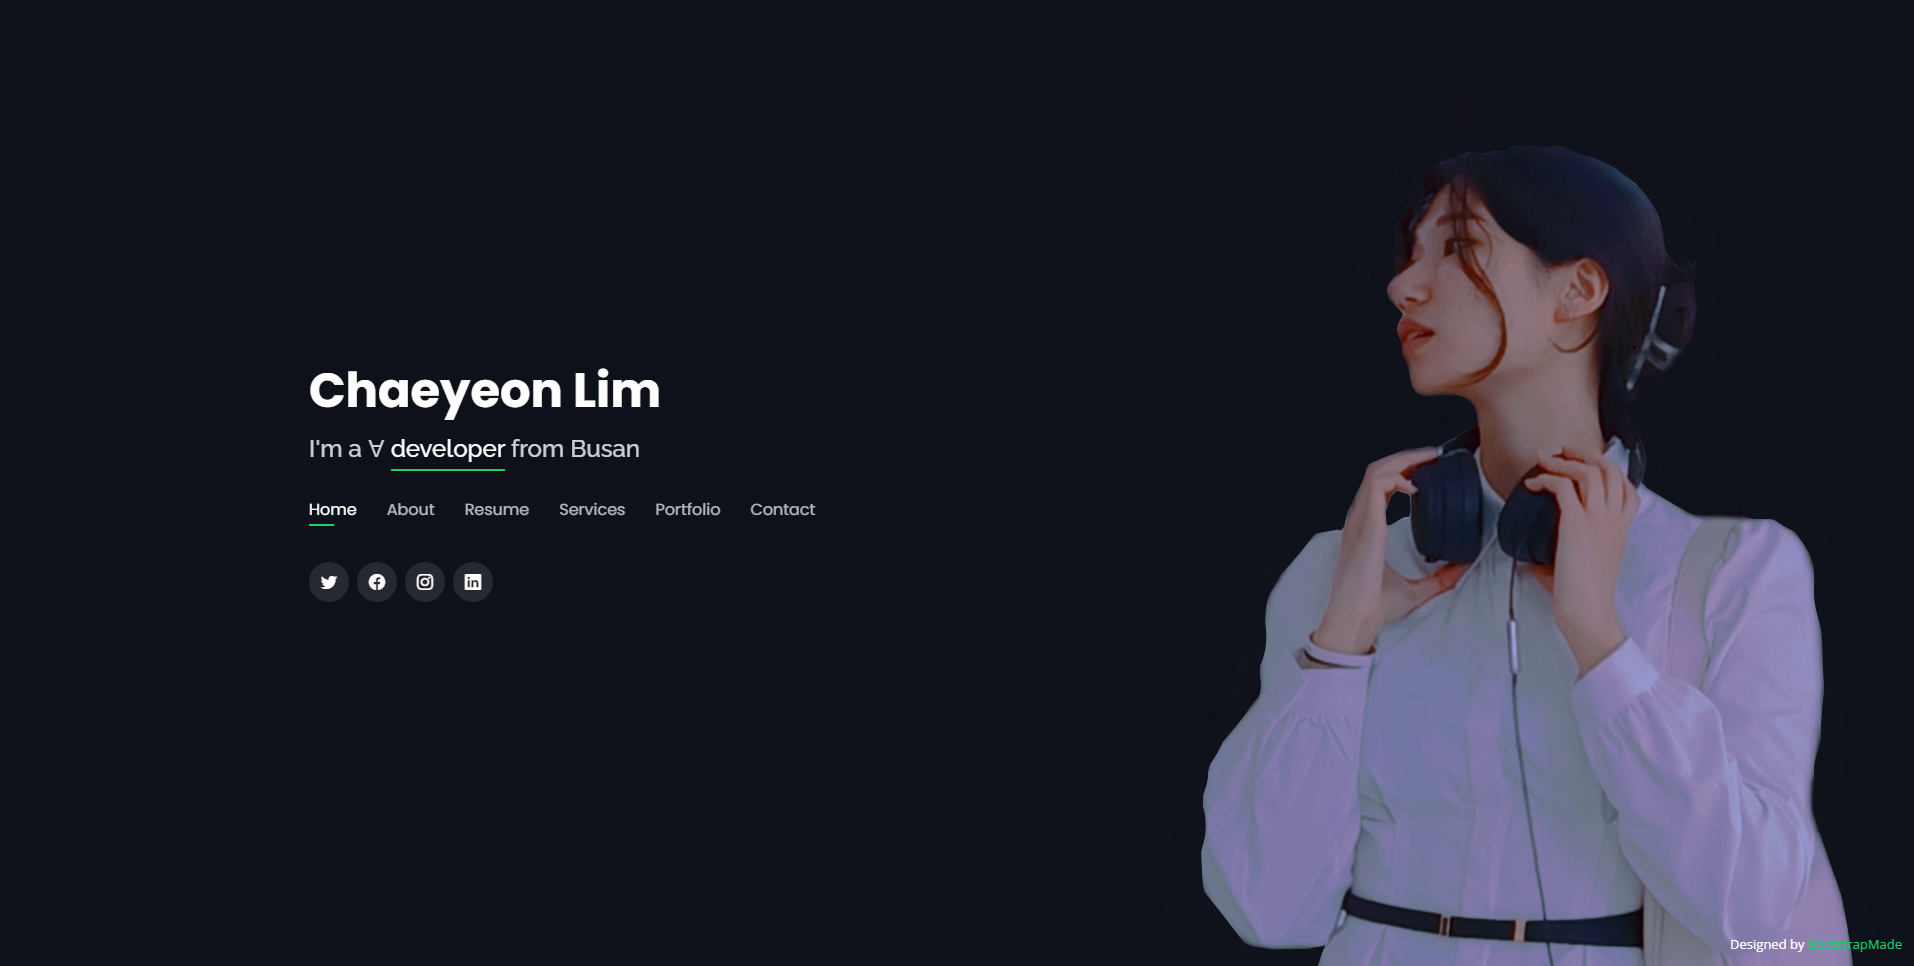 Chaeyeon Lim
I'm a ∀ developer from Busan
Home About Resume Services Portfolio Contact
Designed by BootstrapMade